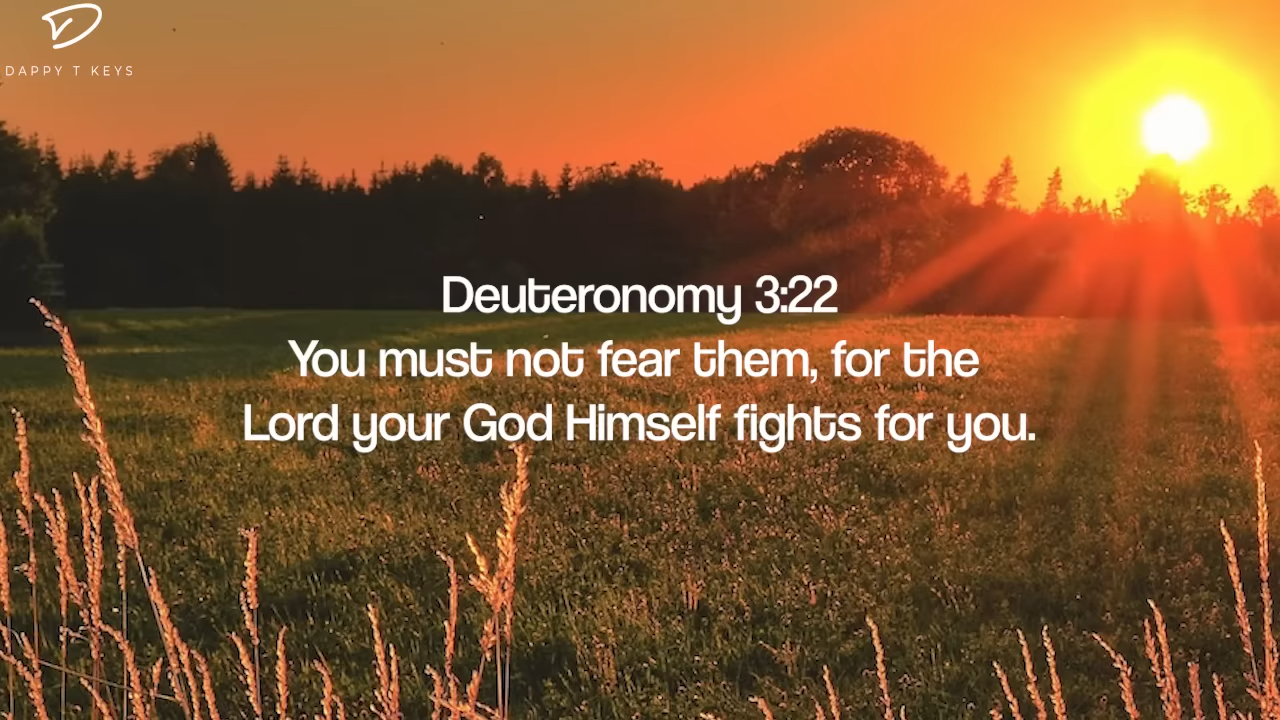 DAPPY T KEYS
Deuteronomy 3:22
You must not fear them, for the
Lord your God Himself fights for you.